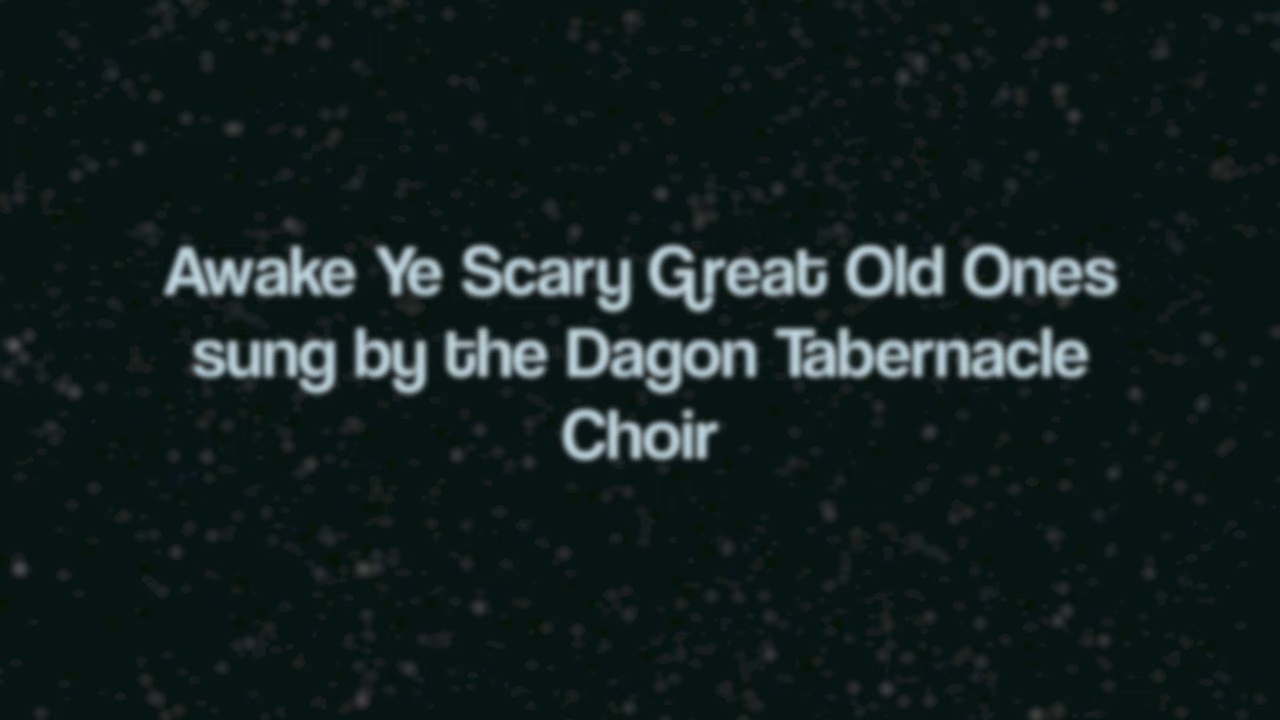 Awake Ye Scary Great Old Ones
sung by the Dagon Tabernacle
Choir